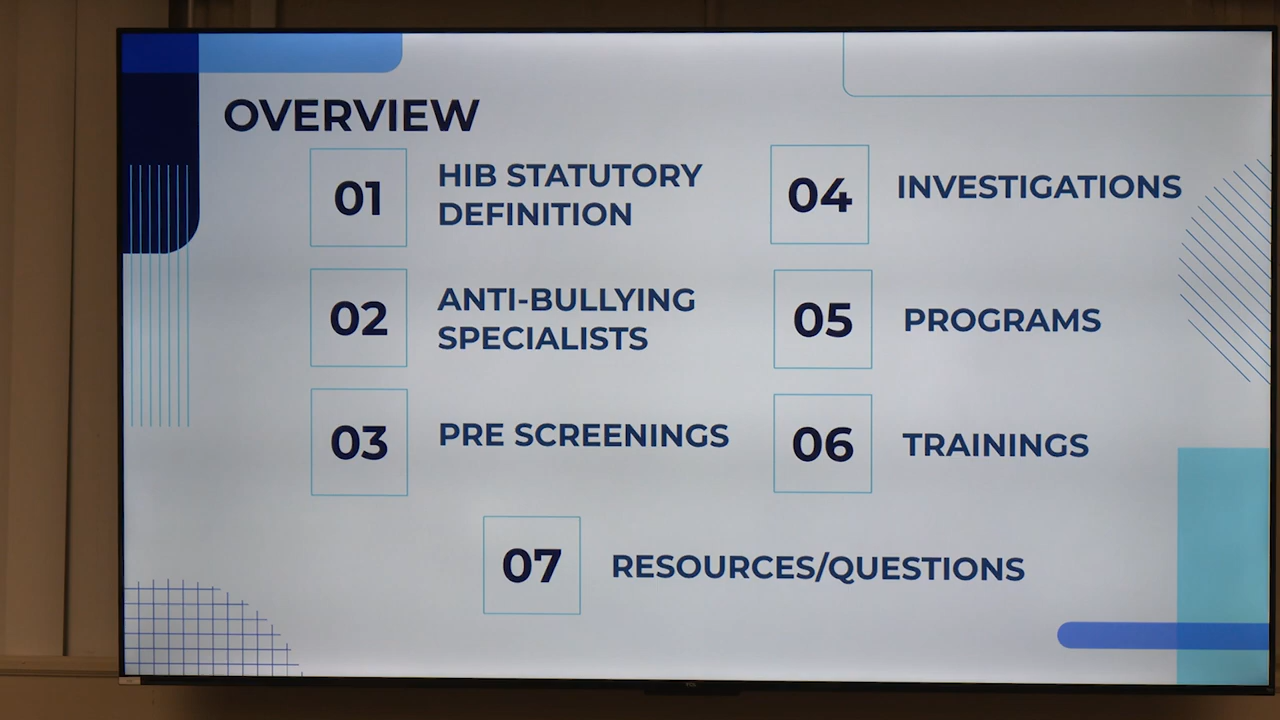 OVERVIEW
01
HIB STATUTORY
DEFINITION
02
ANTI-BULLYING
SPECIALISTS
03
PRE SCREENINGS
04
INVESTIGATIONS
05
PROGRAMS
06
TRAININGS
07
RESOURCES/QUESTIONS
TCL